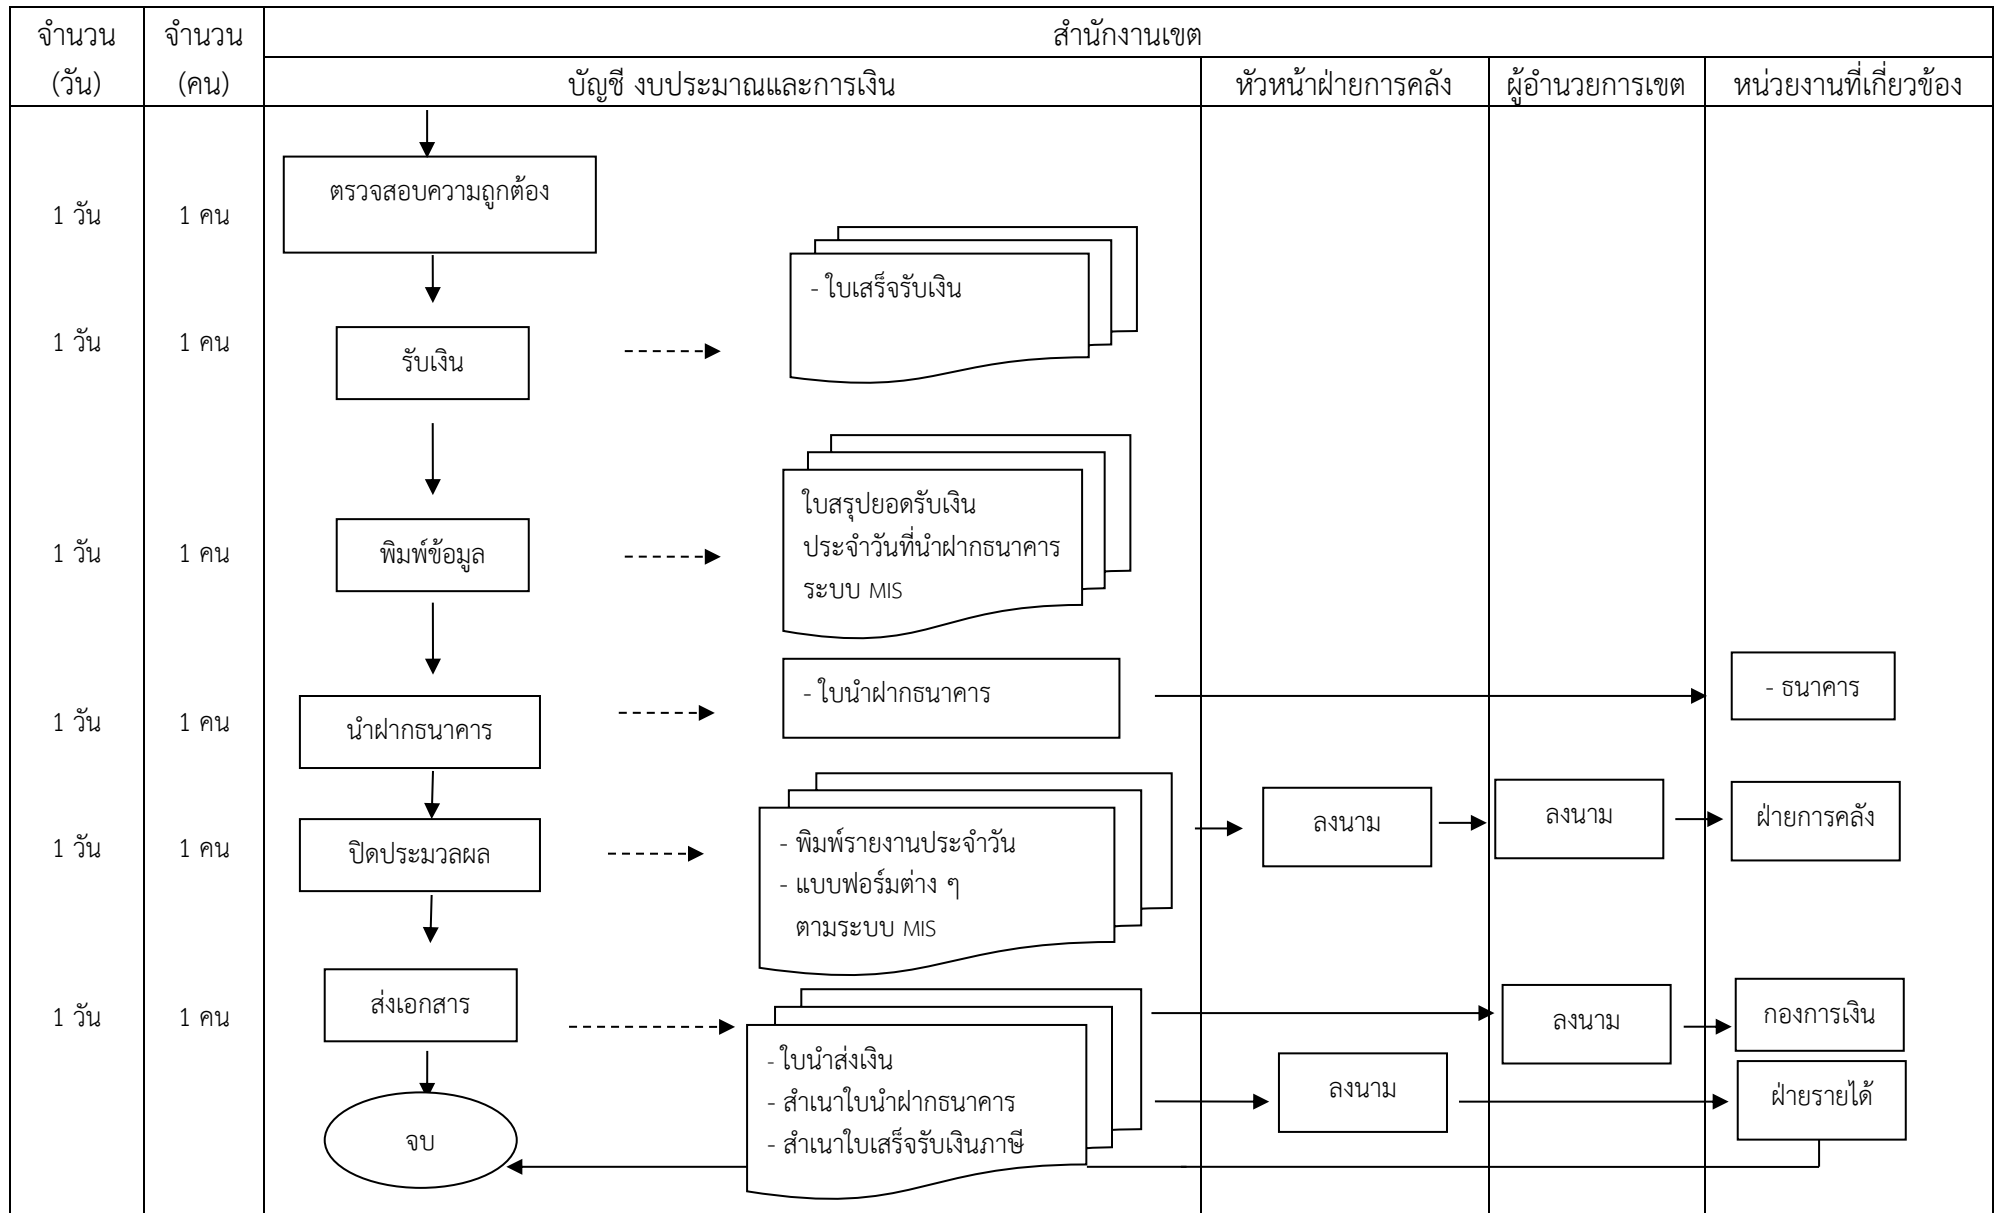 จำนวน
(วัน)
จำนวน
(คน)
สำนักงานเขต
บัญชี งบประมาณและการเงิน
หัวหน้าฝ่ายการคลัง
ผู้อำนวยการเขต
หน่วยงานที่เกี่ยวข้อง
1 วัน
1 คน
ตรวจสอบความถูกต้อง
- ใบเสร็จรับเงิน
1 วัน
1 คน
รับเงิน
1 วัน
1 คน
พิมพ์ข้อมูล
ใบสรุปยอดรับเงิน
ประจำวันที่นำฝากธนาคาร
ระบบ MIS
1 วัน
1 คน
นำฝากธนาคาร
- ใบนำฝากธนาคาร
- ธนาคาร
1 วัน
1 คน
ปิดประมวลผล
- พิมพ์รายงานประจำวัน
- แบบฟอร์มต่าง ๆ
ตามระบบ MIS
ลงนาม
ลงนาม
ฝ่ายการคลัง
1 วัน
1 คน
ส่งเอกสาร
- ใบนำส่งเงิน
- สำเนาใบนำฝากธนาคาร
- สำเนาใบเสร็จรับเงินภาษี
ลงนาม
กองการเงิน
ลงนาม
ฝ่ายรายได้
จบ